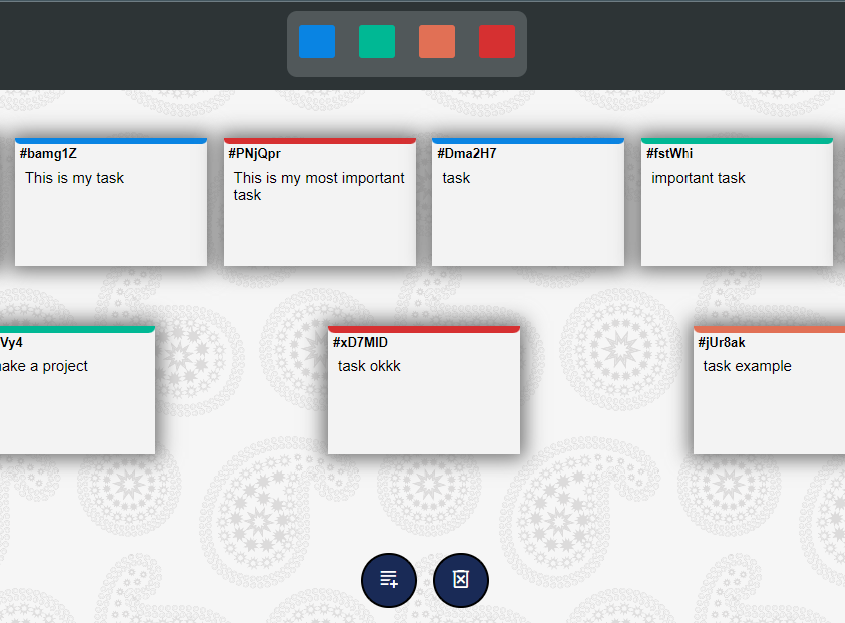 #bamg1Z
This is my task
#PNjQpr
This is my most important
task
#Dma2H7
task
#fstWhi
important task
Vy4
ake a project
#xD7MlD
task okkk
#jUr8ak
task example